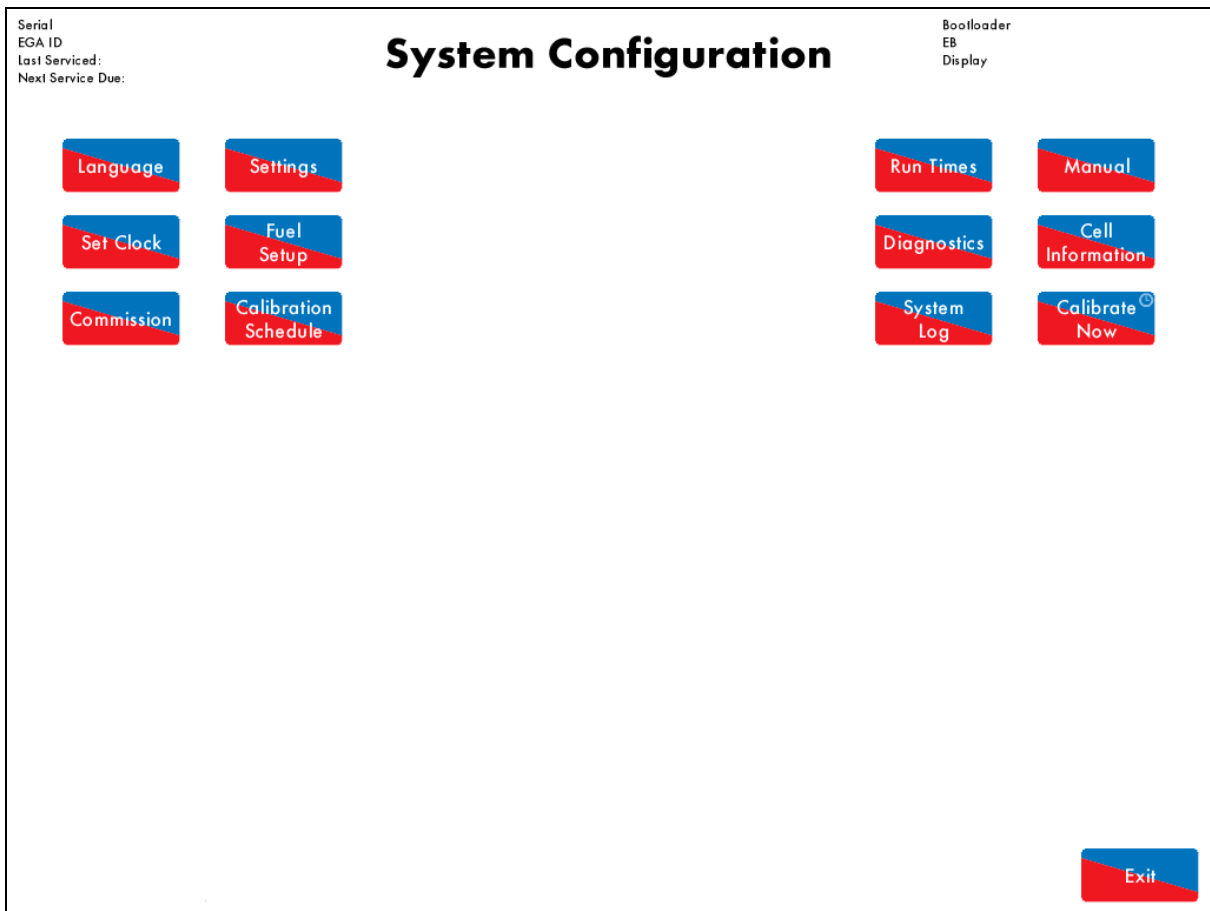 Serial
EGA ID
Last Serviced:
Next Service Due:
System Configuration
Bootloader
EB
Display
Language
Settings
Run Times
Manual
Set Clock
Fuel
Setup
Diagnostics
Cell
Information
Commission
Calibration
Schedule
System
Log
Calibrate
Now
Exit